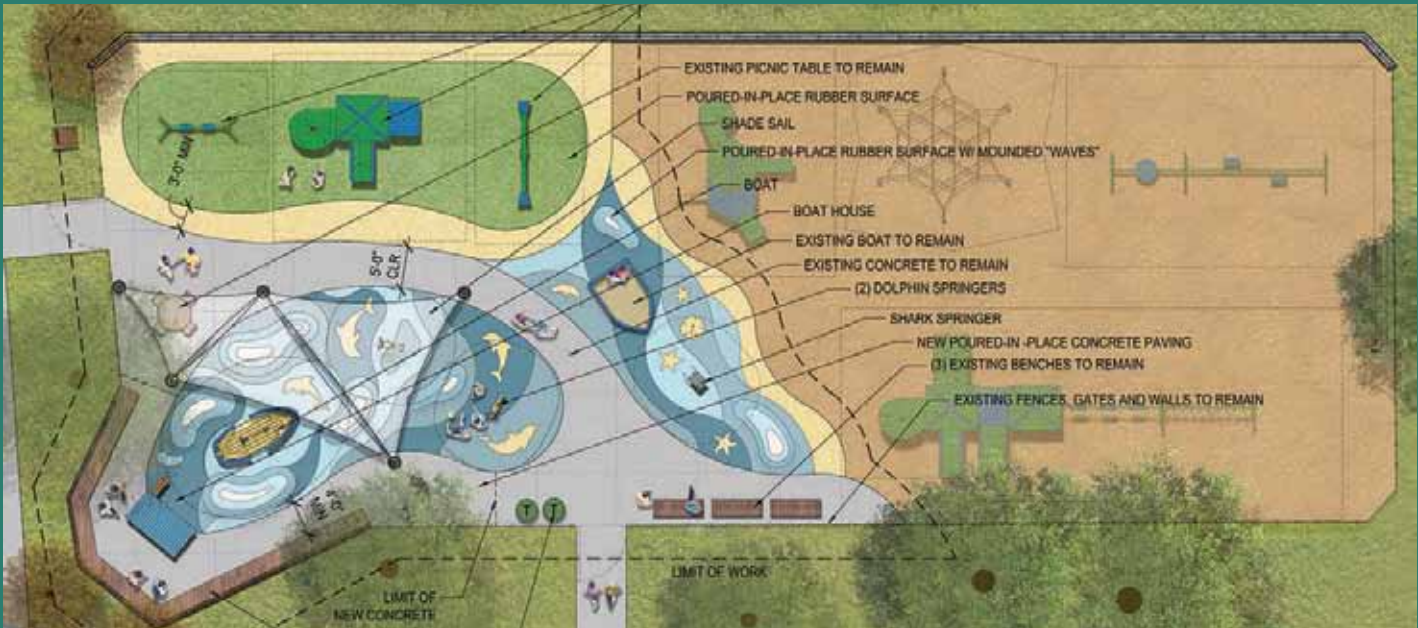 EXISTING PICNIC TABLE TO REMAIN
POURED-IN-PLACE RUBBER SURFACE
SHADE SAIL
POURED-IN-PLACE RUBBER SURFACE W/ MOUNDED "WAVES"
3'-0" MIN
BOAT
BOAT HOUSE
EXISTING BOAT TO REMAIN
5'-0"
CLR.
EXISTING CONCRETE TO REMAIN
(2) DOLPHIN SPRINGERS
SHARK SPRINGER
NEW POURED-IN -PLACE CONCRETE PAVING
(3) EXISTING BENCHES TO REMAIN
EXISTING FENCES, GATES AND WALLS TO REMAIN
MIN
T T
LIMIT OF WORK
LIMIT OF
NEW CONCRETE